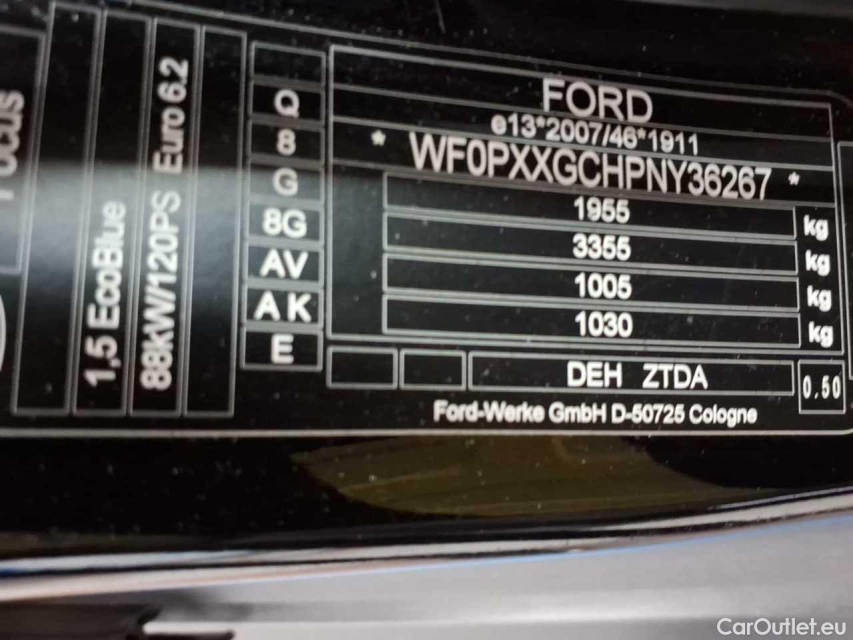 FORD
e13*2007/46*1911
* WF0PXXGCHPNY36267 *
1955 kg
3355 kg
1005 kg
1030 kg
DEH ZTDA
0.50
Ford-Werke GmbH D-50725 Cologne
Q
8
G
8G
AV
AK
E
88kW/120PS Euro 6.2
1,5 EcoBlue
CarOutlet.eu